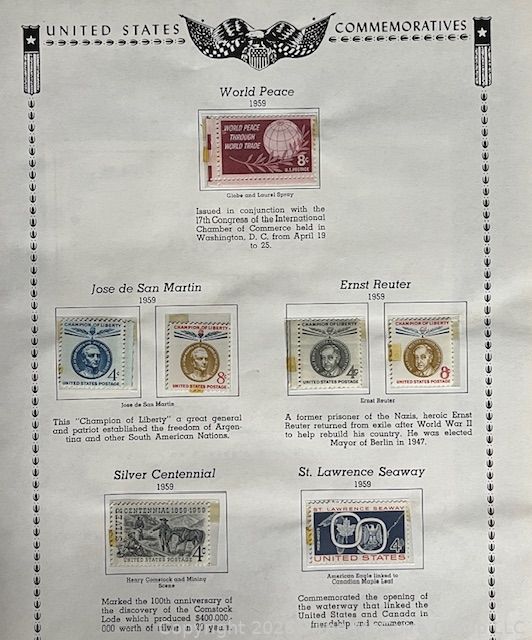 UNITED STATES COMMEMORATIVES
World Peace
1959
WORLD PEACE
THROUGH
WORLD TRADE
8¢
U.S. POSTAGE
Globe and Laurel Spray
Issued in conjunction with the
17th Congress of the International
Chamber of Commerce held in
Washington, D. C. from April 19
to 25.
Jose de San Martin
1959
CHAMPION OF LIBERTY
4¢
UNITED STATES POSTAGE
CHAMPION OF LIBERTY
8¢
UNITED STATES POSTAGE
Jose de San Martin
This "Champion of Liberty" a great general
and patriot established the freedom of Argen-
tina and other South American Nations.
Ernst Reuter
1959
CHAMPION OF LIBERTY
4¢
UNITED STATES POSTAGE
CHAMPION OF LIBERTY
8¢
UNITED STATES POSTAGE
Ernst Reuter
A former prisoner of the Nazis, heroic Ernst
Reuter returned from exile after World War II
to help rebuild his country. He was elected
Mayor of Berlin in 1947.
Silver Centennial
1959
SILVER CENTENNIAL 1859-1959
4¢
UNITED STATES POSTAGE
Henry Comstock and Mining
Scene
Marked the 100th anniversary of
the discovery of the Comstock
Lode which produced $400,000,-
000 worth of silver in 20 years.
St. Lawrence Seaway
1959
ST. LAWRENCE SEAWAY
4¢
UNITED STATES POSTAGE
American Eagle linked to
Canadian Maple Leaf
Commemorated the opening of
the waterway that linked the
United States and Canada in
friendship and commerce.